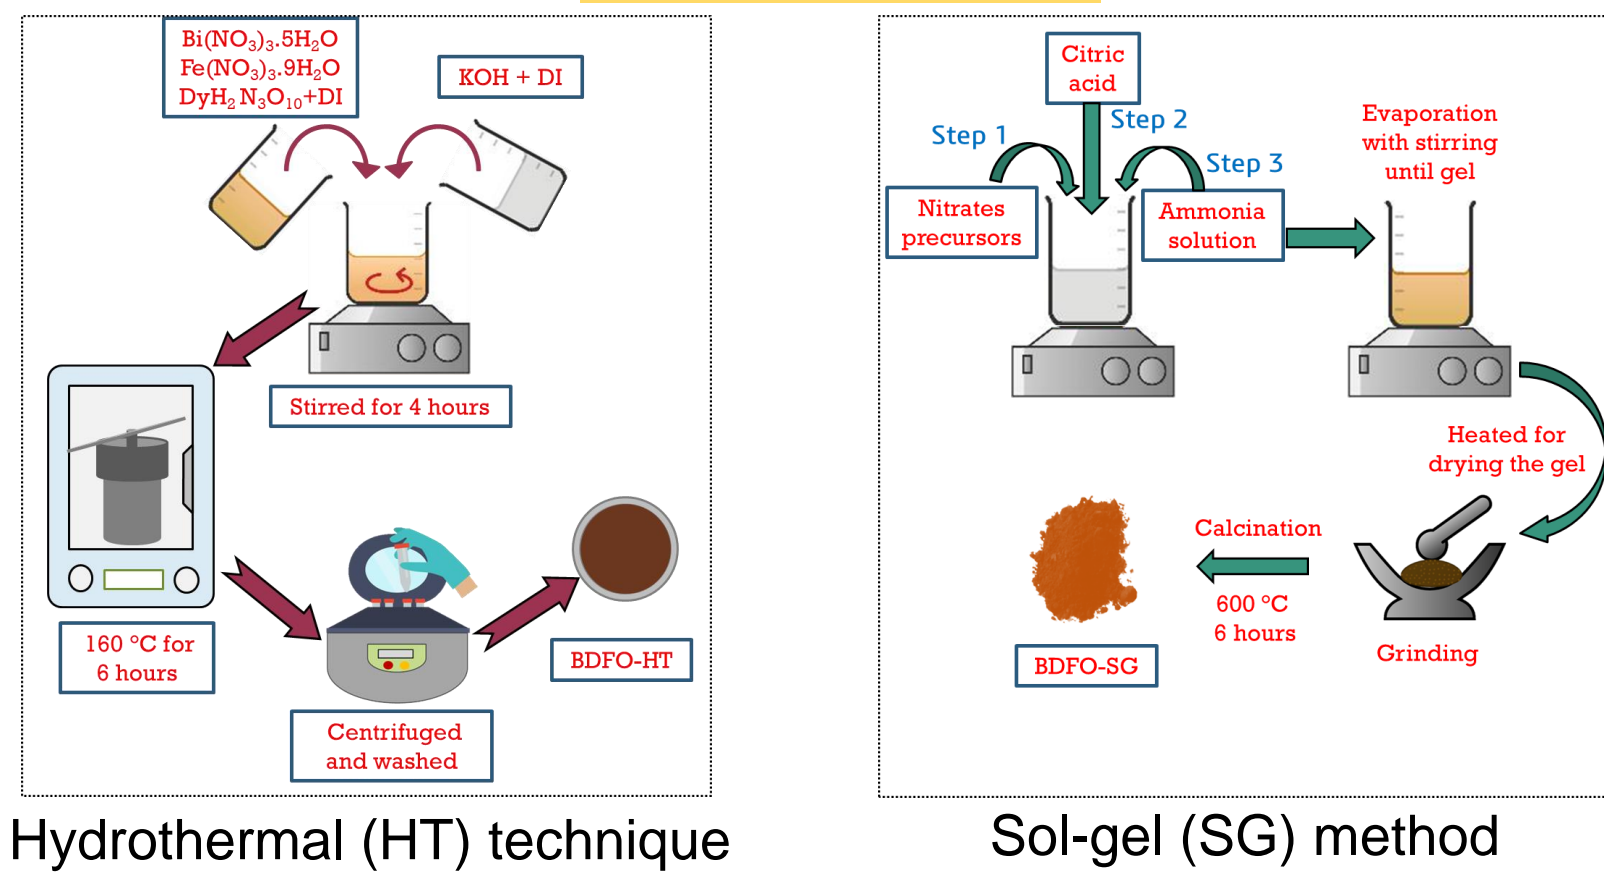 Bi(NO₃)₃.5H₂O
Fe(NO₃)₃.9H₂O
DyH₂ N₃O₁₀+DI
KOH + DI
Stirred for 4 hours
160 °C for
6 hours
Centrifuged
and washed
BDFO-HT
Hydrothermal (HT) technique
Citric
acid
Step 1
Step 2
Step 3
Nitrates
precursors
Ammonia
solution
Evaporation
with stirring
until gel
Heated for
drying the gel
Grinding
Calcination
600 °C
6 hours
BDFO-SG
Sol-gel (SG) method